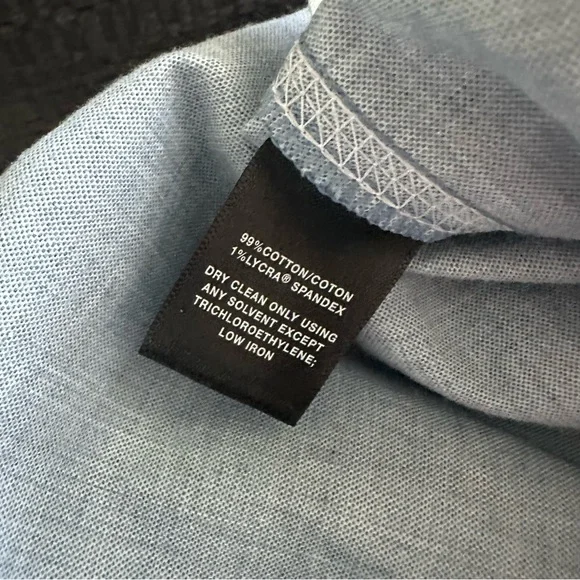 99%COTTON/COTON
1%LYCRA® SPANDEX
DRY CLEAN ONLY USING
ANY SOLVENT EXCEPT
TRICHLOROETHYLENE;
LOW IRON